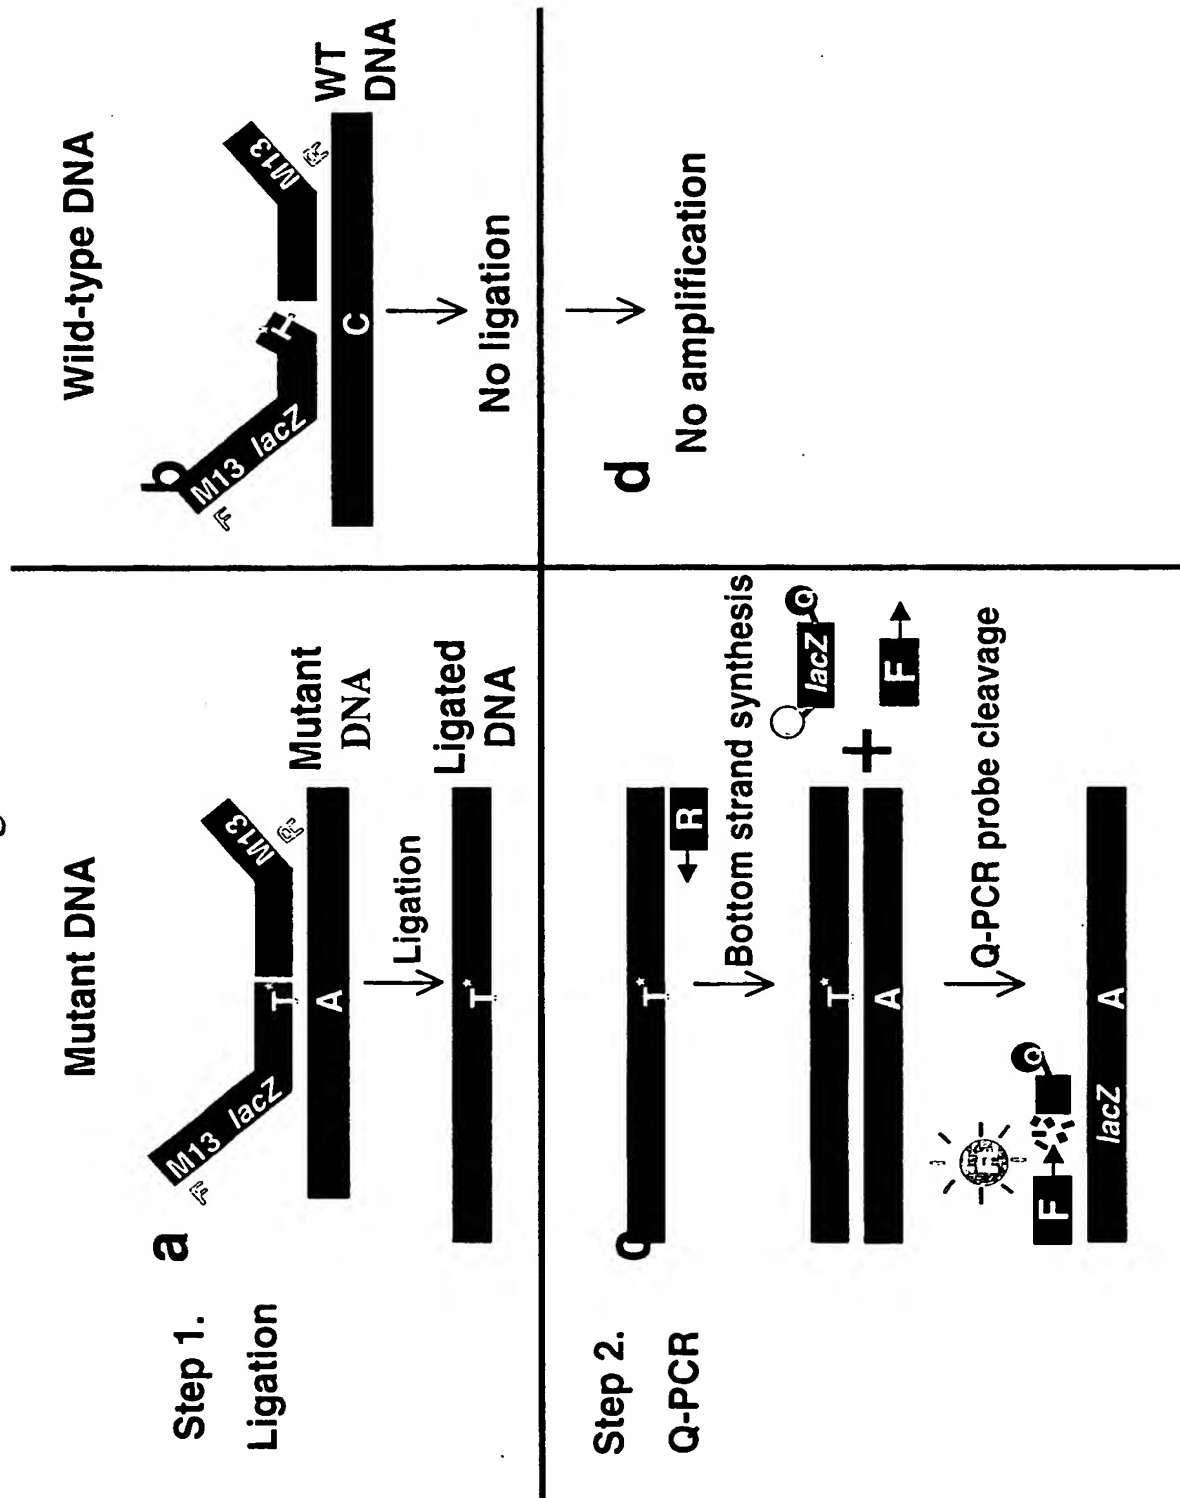 Mutant DNA
Wild-type DNA
Step 1.
Ligation
a
M13 lacZ
F
T*
M13
R
A
Mutant
DNA
Ligation
T*
Ligated
DNA
b
M13 lacZ
F
T
M13
R
C
WT
DNA
No ligation
Step 2.
Q-PCR
c
T*
R
Bottom strand synthesis
T*
A
+
lacZ
Q
F
Q-PCR probe cleavage
F
F
Q
lacZ
A
d
No amplification